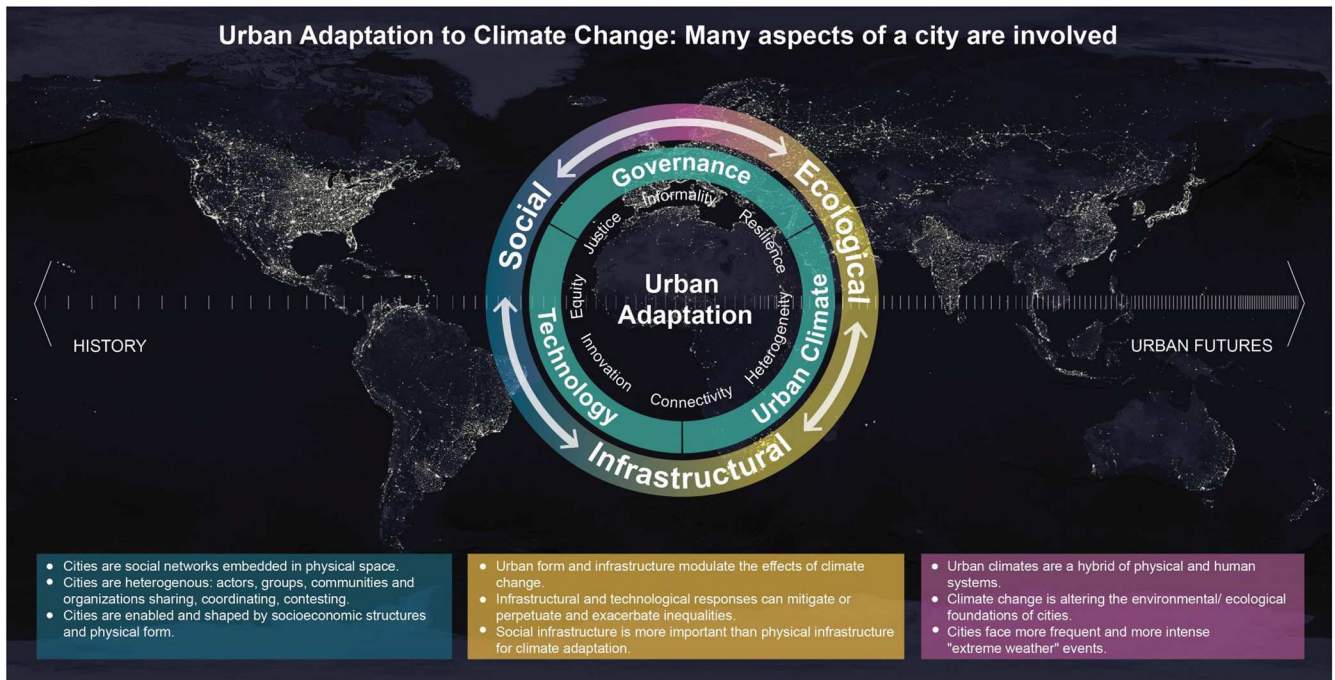 Urban Adaptation to Climate Change: Many aspects of a city are involved
Social
Ecological
Infrastructural
Governance
Urban Climate
Technology
Informality
Resilience
Heterogeneity
Connectivity
Innovation
Equity
Justice
Urban
Adaptation
HISTORY
URBAN FUTURES
● Cities are social networks embedded in physical space.
● Cities are heterogenous: actors, groups, communities and
organizations sharing, coordinating, contesting.
● Cities are enabled and shaped by socioeconomic structures
and physical form.
● Urban form and infrastructure modulate the effects of climate
change.
● Infrastructural and technological responses can mitigate or
perpetuate and exacerbate inequalities.
● Social infrastructure is more important than physical infrastructure
for climate adaptation.
● Urban climates are a hybrid of physical and human
systems.
● Climate change is altering the environmental/ ecological
foundations of cities.
● Cities face more frequent and more intense
"extreme weather" events.